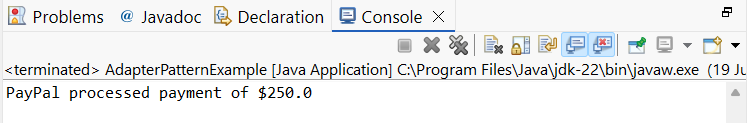 Problems @ Javadoc Declaration Console
<terminated> AdapterPatternExample [Java Application] C:\Program Files\Java\jdk-22\bin\javaw.exe (19 Ju
PayPal processed payment of $250.0